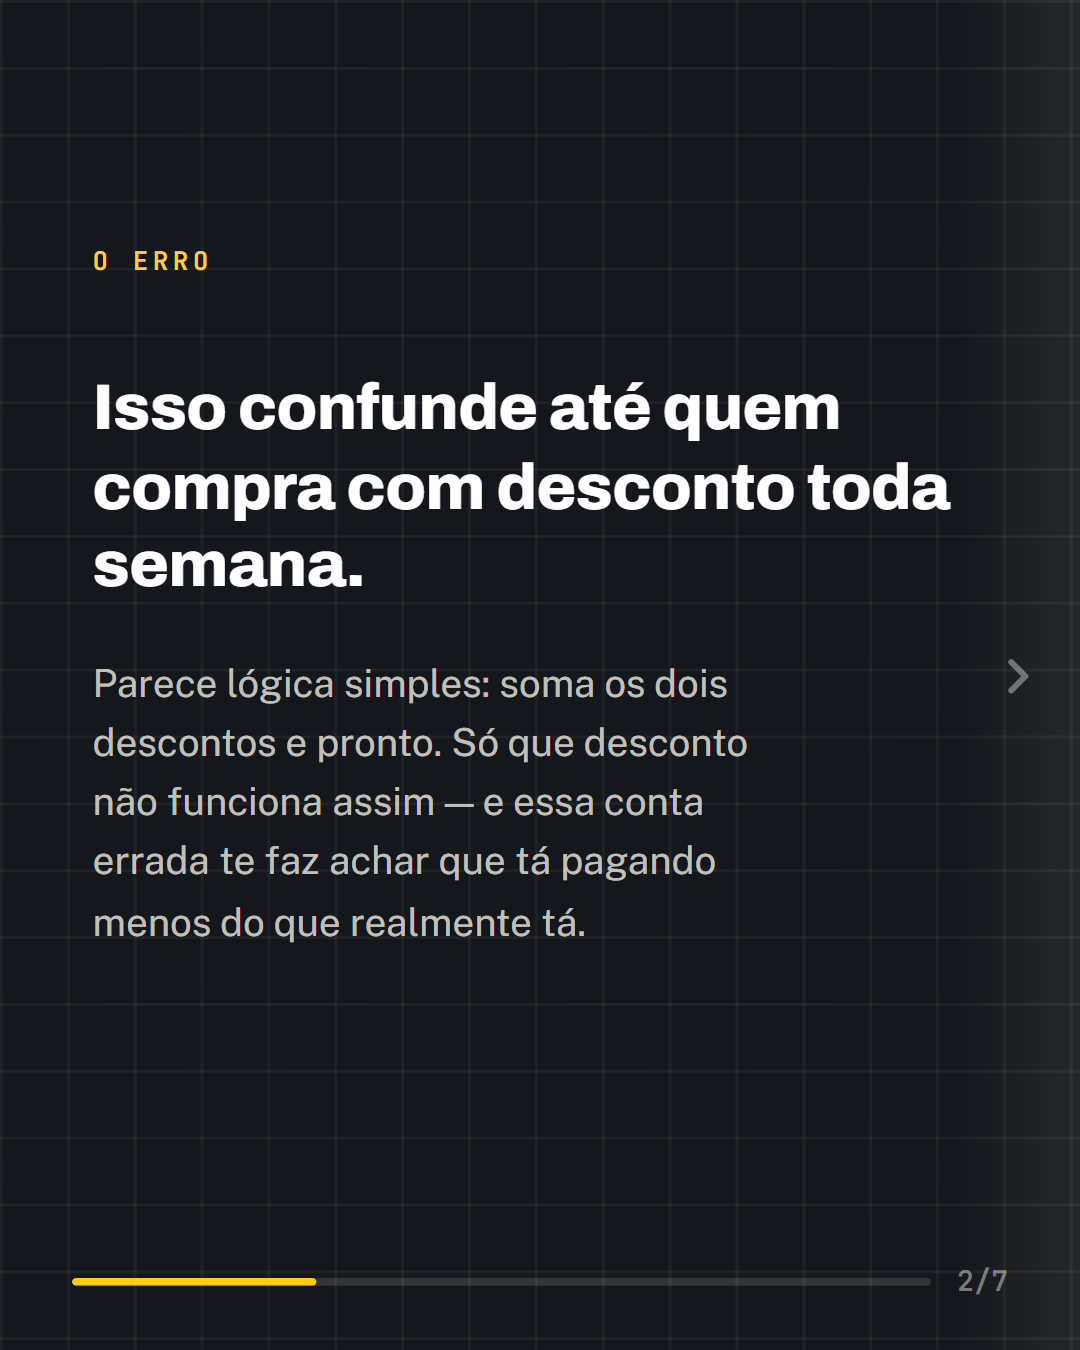 O ERRO
Isso confunde até quem
compra com desconto toda
semana.
Parece lógica simples: soma os dois
descontos e pronto. Só que desconto
não funciona assim — e essa conta
errada te faz achar que tá pagando
menos do que realmente tá.
2/7